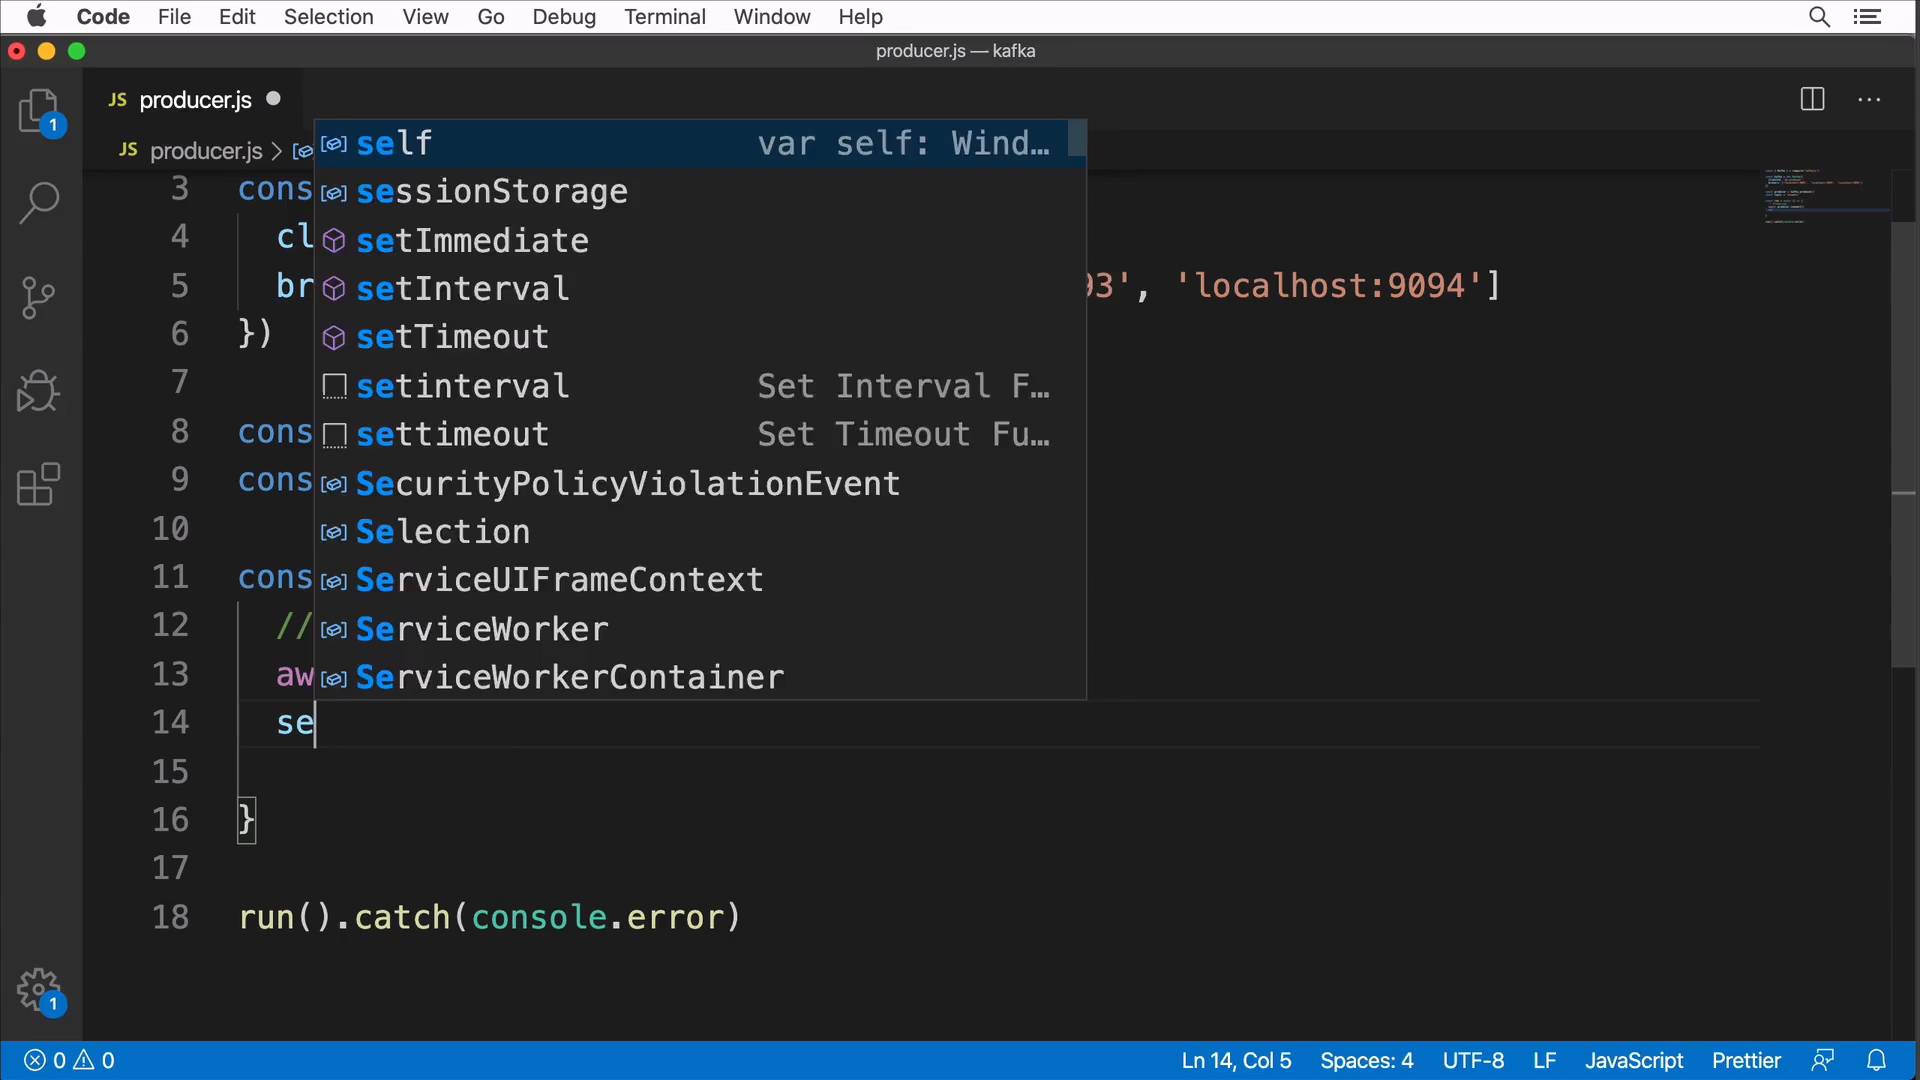 Code File Edit Selection View Go Debug Terminal Window Help
producer.js — kafka
1
JS producer.js
JS producer.js >
self var self: Wind…
sessionStorage
setImmediate
setInterval
setTimeout
setinterval Set Interval F…
settimeout Set Timeout Fu…
SecurityPolicyViolationEvent
Selection
ServiceUIFrameContext
ServiceWorker
ServiceWorkerContainer
3 cons
4 cl
5 br 93', 'localhost:9094']
6 })
7
8 cons
9 cons
10
11 cons
12 //
13 aw
14 se
15
16 }
17
18 run().catch(console.error)
1
0 0 Ln 14, Col 5 Spaces: 4 UTF-8 LF JavaScript Prettier